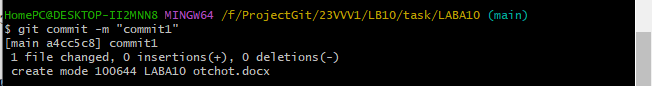 HomePC@DESKTOP-II2MNN8 MINGW64 /f/ProjectGit/23VVV1/LB10/task/LABA10 (main)
$ git commit -m "commit1"
[main a4cc5c8] commit1
 1 file changed, 0 insertions(+), 0 deletions(-)
 create mode 100644 LABA10 otchot.docx